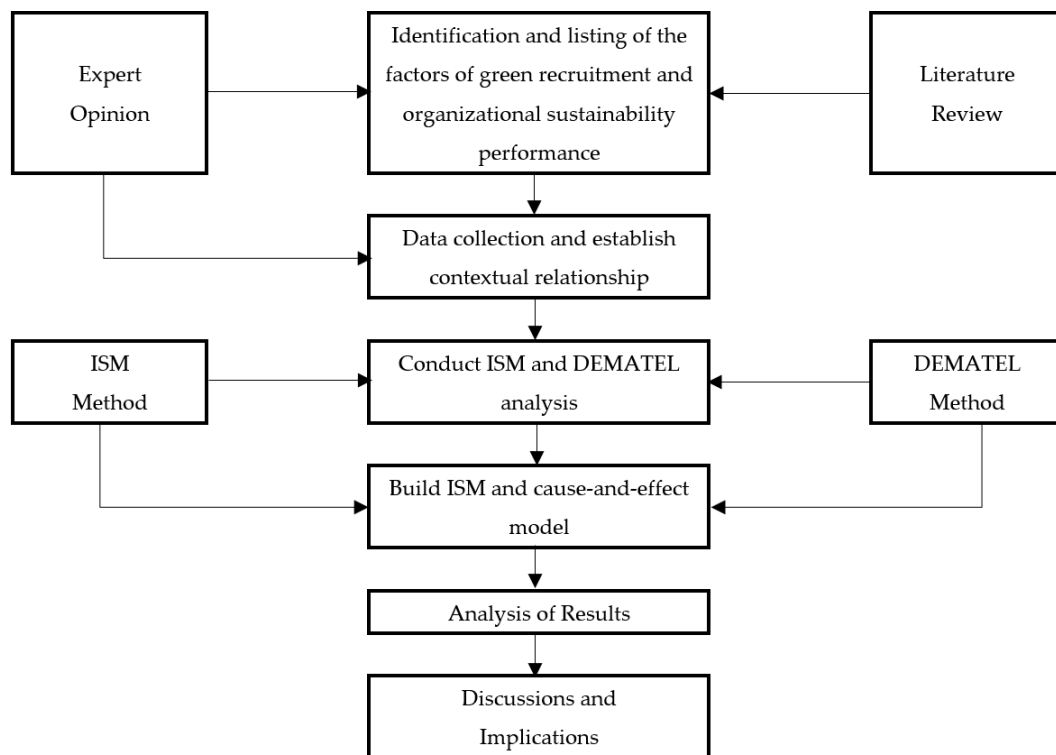 Expert
Opinion
Identification and listing of the
factors of green recruitment and
organizational sustainability
performance
Literature
Review
Data collection and establish
contextual relationship
ISM
Method
Conduct ISM and DEMATEL
analysis
DEMATEL
Method
Build ISM and cause-and-effect
model
Analysis of Results
Discussions and
Implications